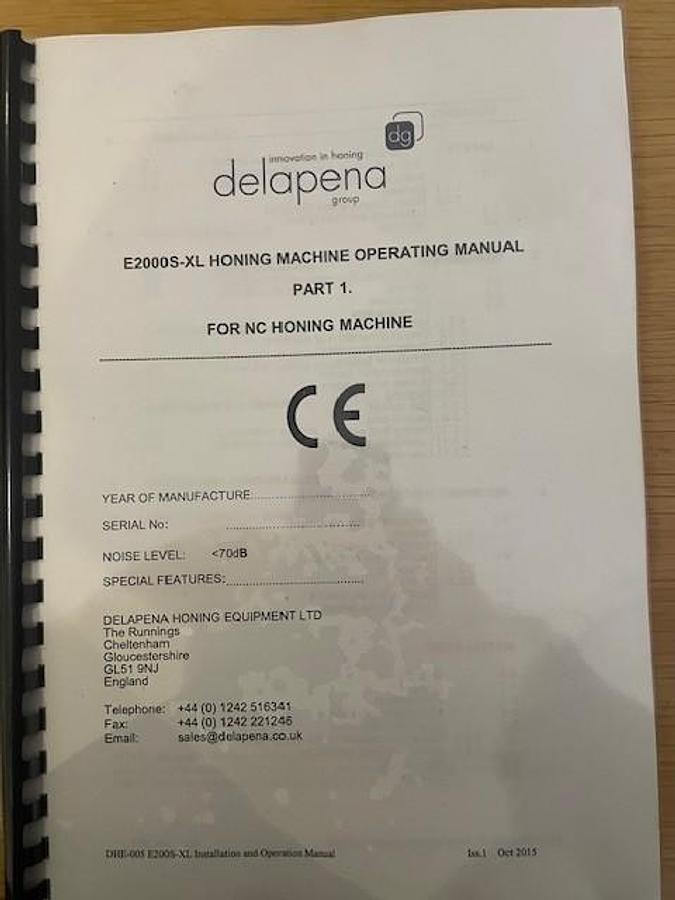 dg
innovation in honing
delapena
group
E2000S-XL HONING MACHINE OPERATING MANUAL
PART 1.
FOR NC HONING MACHINE
CE
YEAR OF MANUFACTURE:................................
SERIAL No: ....................................
NOISE LEVEL: <70dB
SPECIAL FEATURES:.....................................
DELAPENA HONING EQUIPMENT LTD
The Runnings
Cheltenham
Gloucestershire
GL51 9NJ
England
Telephone: +44 (0) 1242 516341
Fax: +44 (0) 1242 221246
Email: sales@delapena.co.uk
DHE-005 E200S-XL Installation and Operation Manual Iss.1 Oct 2015